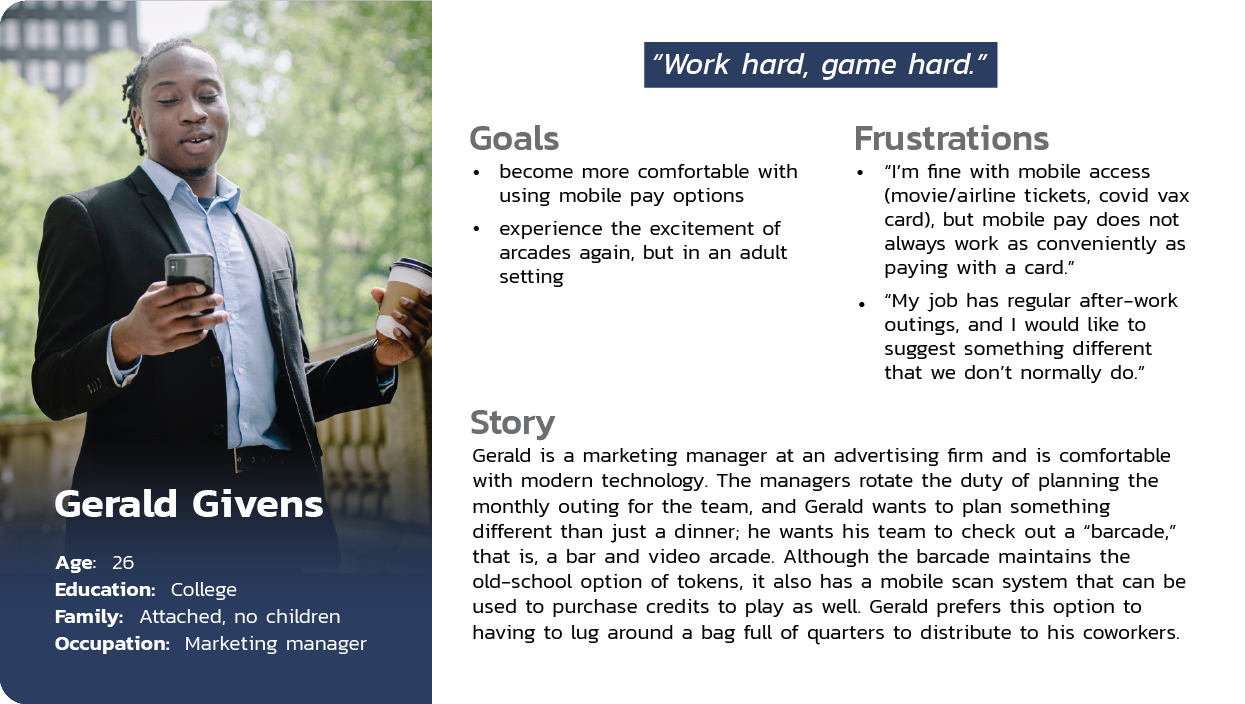 “Work hard, game hard.”
Goals
• become more comfortable with
using mobile pay options
• experience the excitement of
arcades again, but in an adult
setting
Frustrations
• “I’m fine with mobile access
(movie/airline tickets, covid vax
card), but mobile pay does not
always work as conveniently as
paying with a card.”
• “My job has regular after-work
outings, and I would like to
suggest something different
that we don’t normally do.”
Story
Gerald is a marketing manager at an advertising firm and is comfortable
with modern technology. The managers rotate the duty of planning the
monthly outing for the team, and Gerald wants to plan something
different than just a dinner; he wants his team to check out a “barcade,”
that is, a bar and video arcade. Although the barcade maintains the
old-school option of tokens, it also has a mobile scan system that can be
used to purchase credits to play as well. Gerald prefers this option to
having to lug around a bag full of quarters to distribute to his coworkers.
Gerald Givens
Age: 26
Education: College
Family: Attached, no children
Occupation: Marketing manager